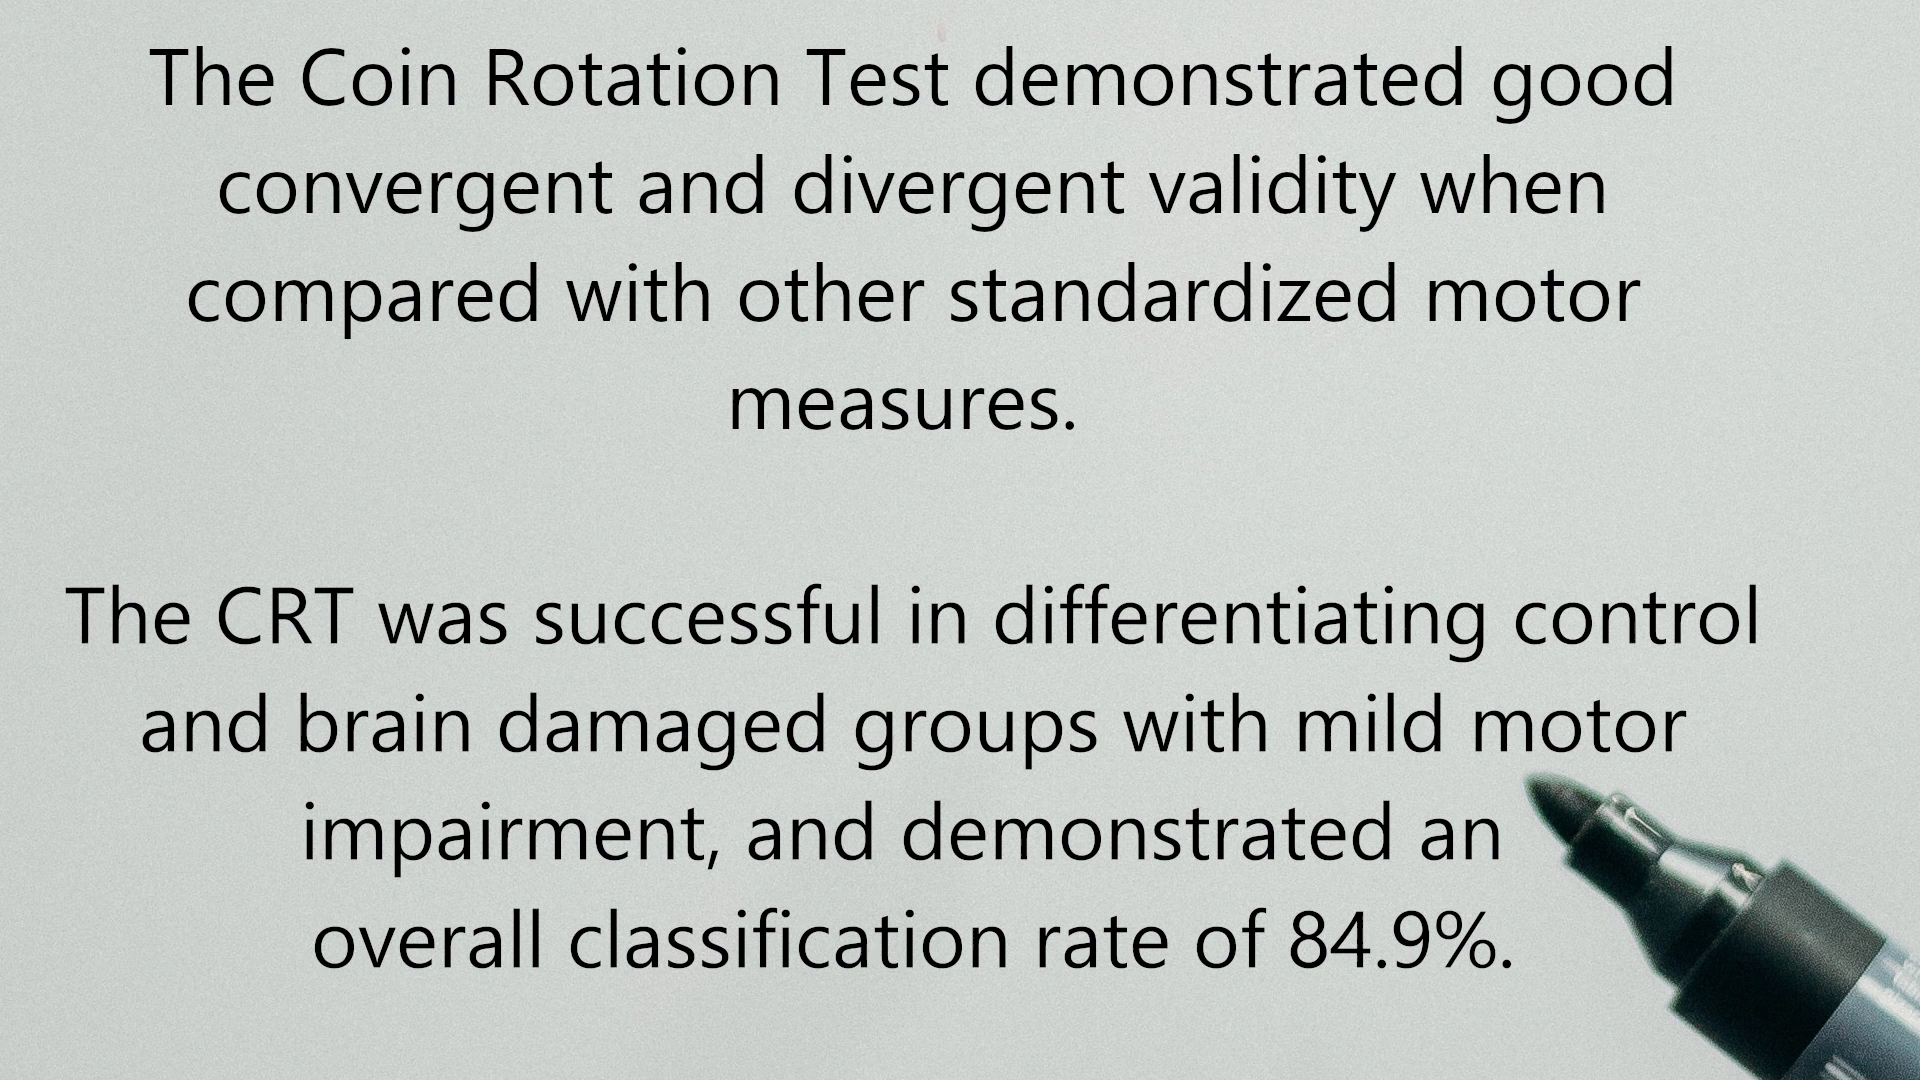 The Coin Rotation Test demonstrated good
convergent and divergent validity when
compared with other standardized motor
measures.
The CRT was successful in differentiating control
and brain damaged groups with mild motor
impairment, and demonstrated an
overall classification rate of 84.9%.